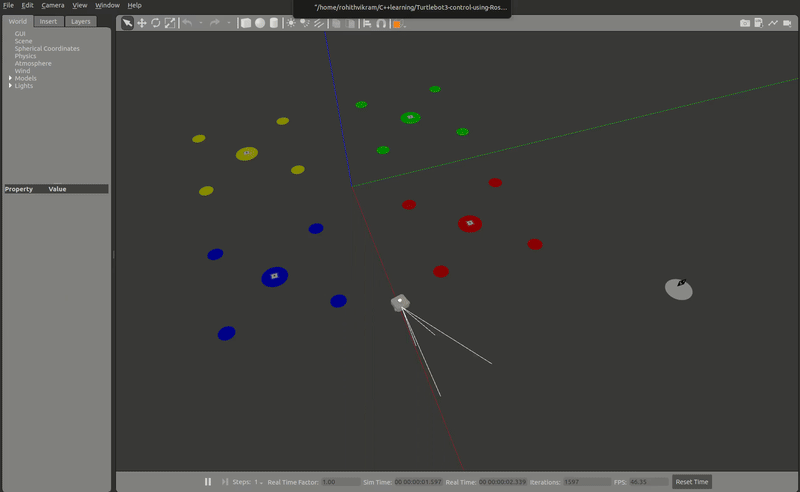 "/home/rohithvikram/C++learning/Turtlebot3-control-using-Ros...
File Edit Camera View Window Help
World Insert Layers
GUI
Scene
Spherical Coordinates
Physics
Atmosphere
Wind
Models
Lights
Property Value
Steps: 1 Real Time Factor: 1.00 Sim Time: 00 00:00:01.597 Real Time: 00 00:00:02.339 Iterations: 1597 FPS: 46.35 Reset Time